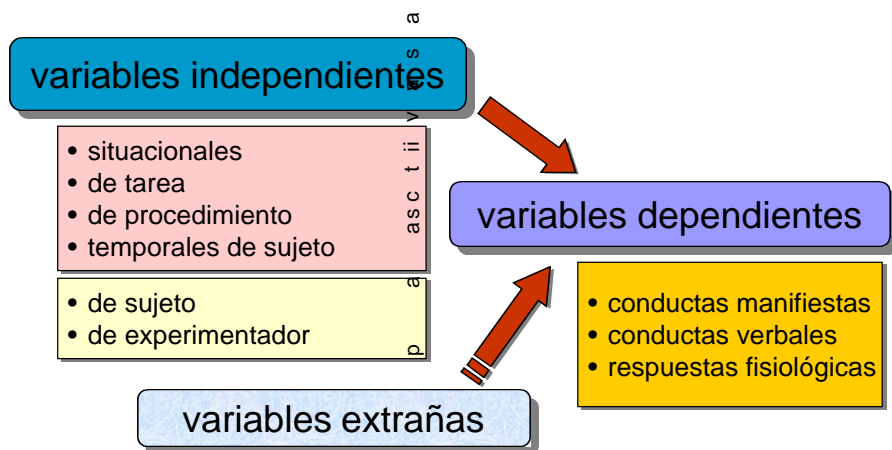 variables independientes
• situacionales
• de tarea
• de procedimiento
• temporales de sujeto
• de sujeto
• de experimentador
variables dependientes
• conductas manifiestas
• conductas verbales
• respuestas fisiológicas
variables extrañas